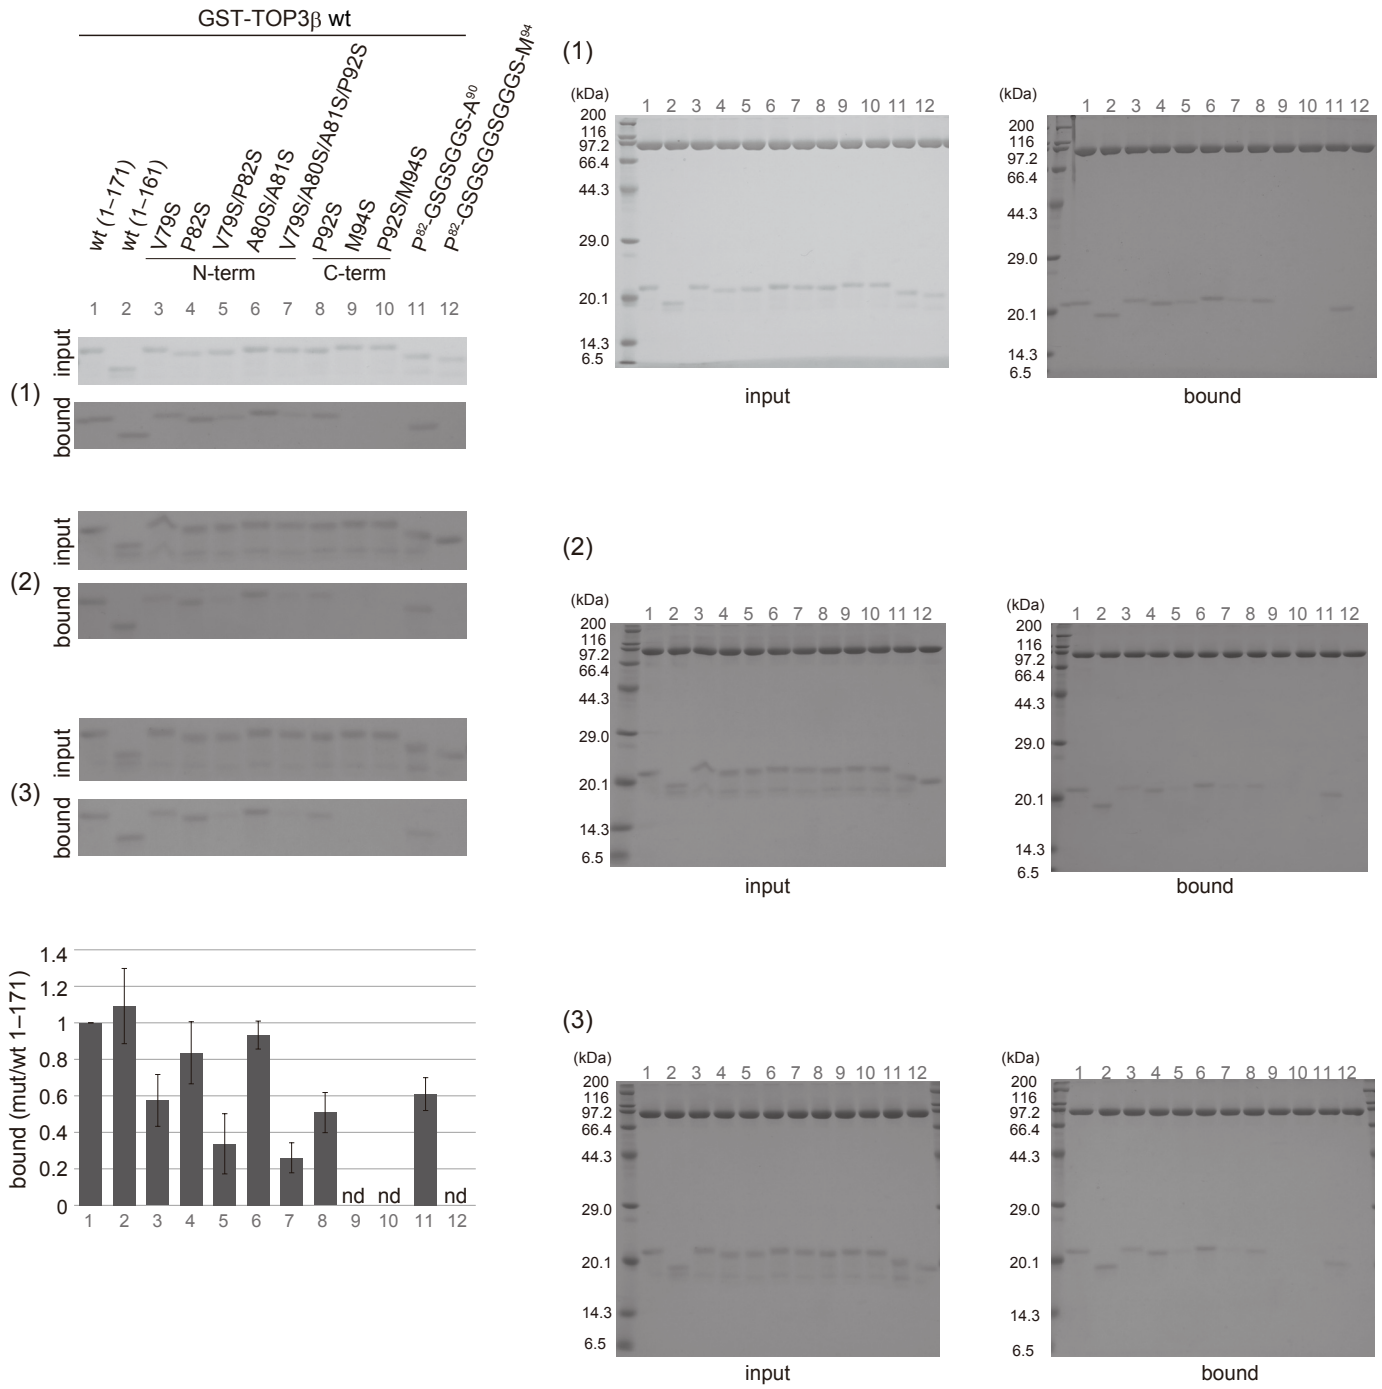 GST-TOP3β wt
wt (1–171)
wt (1–161)
V79S
P82S
V79S/P82S
A80S/A81S
V79S/A80S/A81S/P92S
P92S
M94S
P92S/M94S
P82-GSGSGGS-A90
P82-GSGSGGSGGGS-M94
N-term C-term
1 2 3 4 5 6 7 8 9 10 11 12
(1)
input
bound
(2)
input
bound
(3)
input
bound
bound (mut/wt 1–171)
1.4
1.2
1
0.8
0.6
0.4
0.2
0
nd nd nd
1 2 3 4 5 6 7 8 9 10 11 12
(1)
(kDa) 1 2 3 4 5 6 7 8 9 10 11 12
200
116
97.2
66.4
44.3
29.0
20.1
14.3
6.5
input
(kDa) 1 2 3 4 5 6 7 8 9 10 11 12
200
116
97.2
66.4
44.3
29.0
20.1
14.3
6.5
bound
(2)
(kDa) 1 2 3 4 5 6 7 8 9 10 11 12
200
116
97.2
66.4
44.3
29.0
20.1
14.3
6.5
input
(kDa) 1 2 3 4 5 6 7 8 9 10 11 12
200
116
97.2
66.4
44.3
29.0
20.1
14.3
6.5
bound
(3)
(kDa) 1 2 3 4 5 6 7 8 9 10 11 12
200
116
97.2
66.4
44.3
29.0
20.1
14.3
6.5
input
(kDa) 1 2 3 4 5 6 7 8 9 10 11 12
200
116
97.2
66.4
44.3
29.0
20.1
14.3
6.5
bound